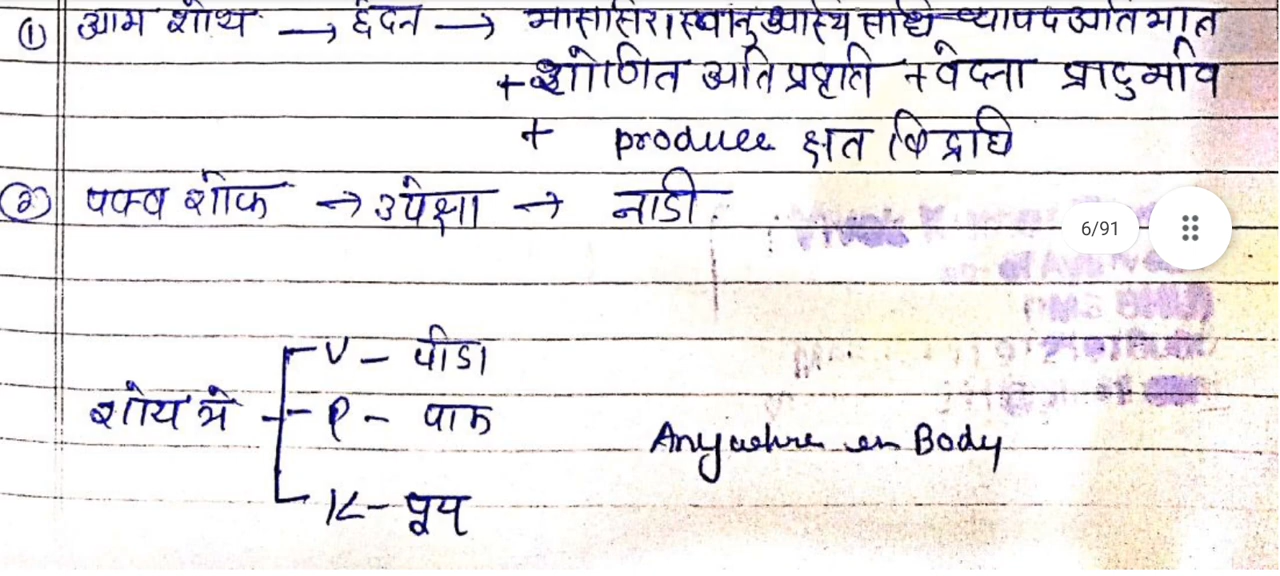 ① आम शोथ → छेदन → मांससिरास्नायुअस्थि संधि व्यापद अतिमात्र
+ शोणित अति प्रवृति + वेदना प्रादुर्भाव
+ produce क्षत विद्रधि
② पक्व शोफ → उपेक्षा → नाडी
6/91
शोथ मे
V – पीडा
P – पाक
Anywhere in Body
K – पूय